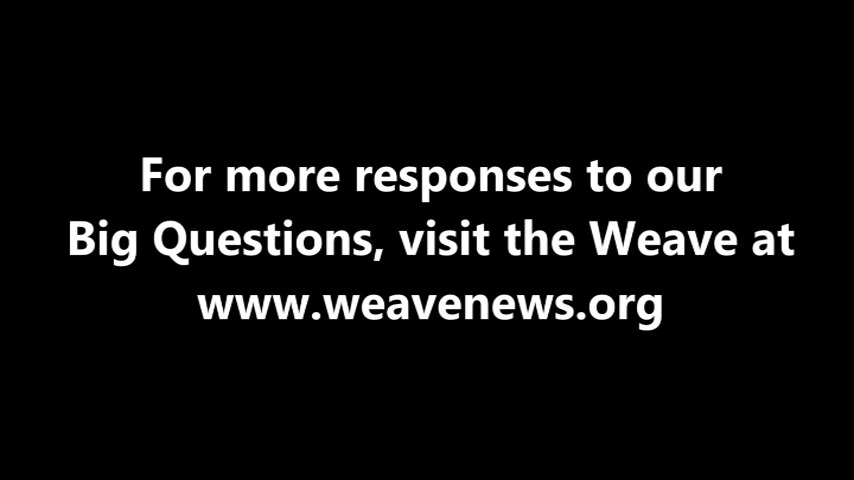 For more responses to our
Big Questions, visit the Weave at
www.weavenews.org